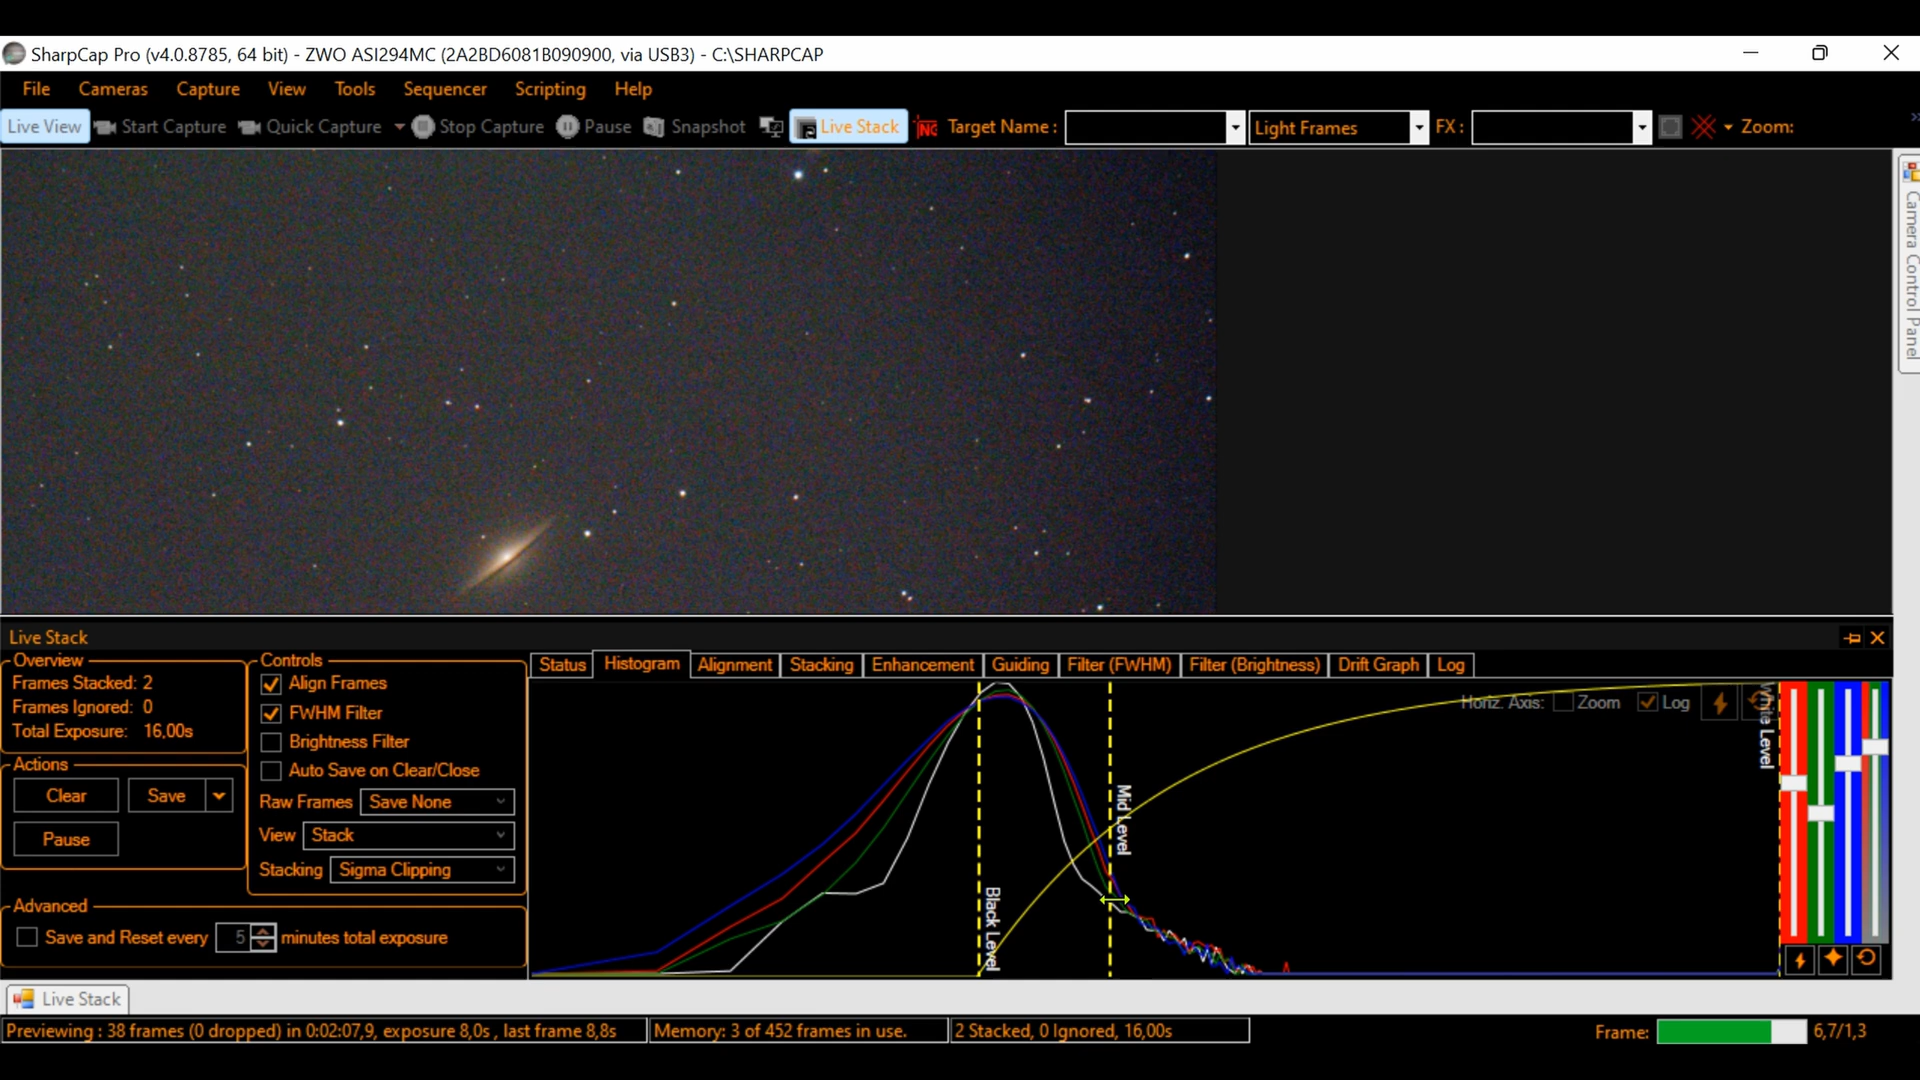 SharpCap Pro (v4.0.8785, 64 bit) - ZWO ASI294MC (2A2BD6081B090900, via USB3) - C:\SHARPCAP
File Cameras Capture View Tools Sequencer Scripting Help
Live View Start Capture Quick Capture Stop Capture Pause Snapshot Live Stack NC Target Name : Light Frames FX : Zoom:
Camera Control Panel
Live Stack
Overview
Frames Stacked: 2
Frames Ignored: 0
Total Exposure: 16,00s
Actions
Clear Save
Pause
Controls
Align Frames
FWHM Filter
Brightness Filter
Auto Save on Clear/Close
Raw Frames Save None
View Stack
Stacking Sigma Clipping
Advanced
Save and Reset every 5 minutes total exposure
Status Histogram Alignment Stacking Enhancement Guiding Filter (FWHM) Filter (Brightness) Drift Graph Log
Horiz. Axis: Zoom Log
Black Level
Mid Level
White Level
Live Stack
Previewing : 38 frames (0 dropped) in 0:02:07,9, exposure 8,0s , last frame 8,8s Memory: 3 of 452 frames in use. 2 Stacked, 0 Ignored, 16,00s Frame: 6,7/1,3